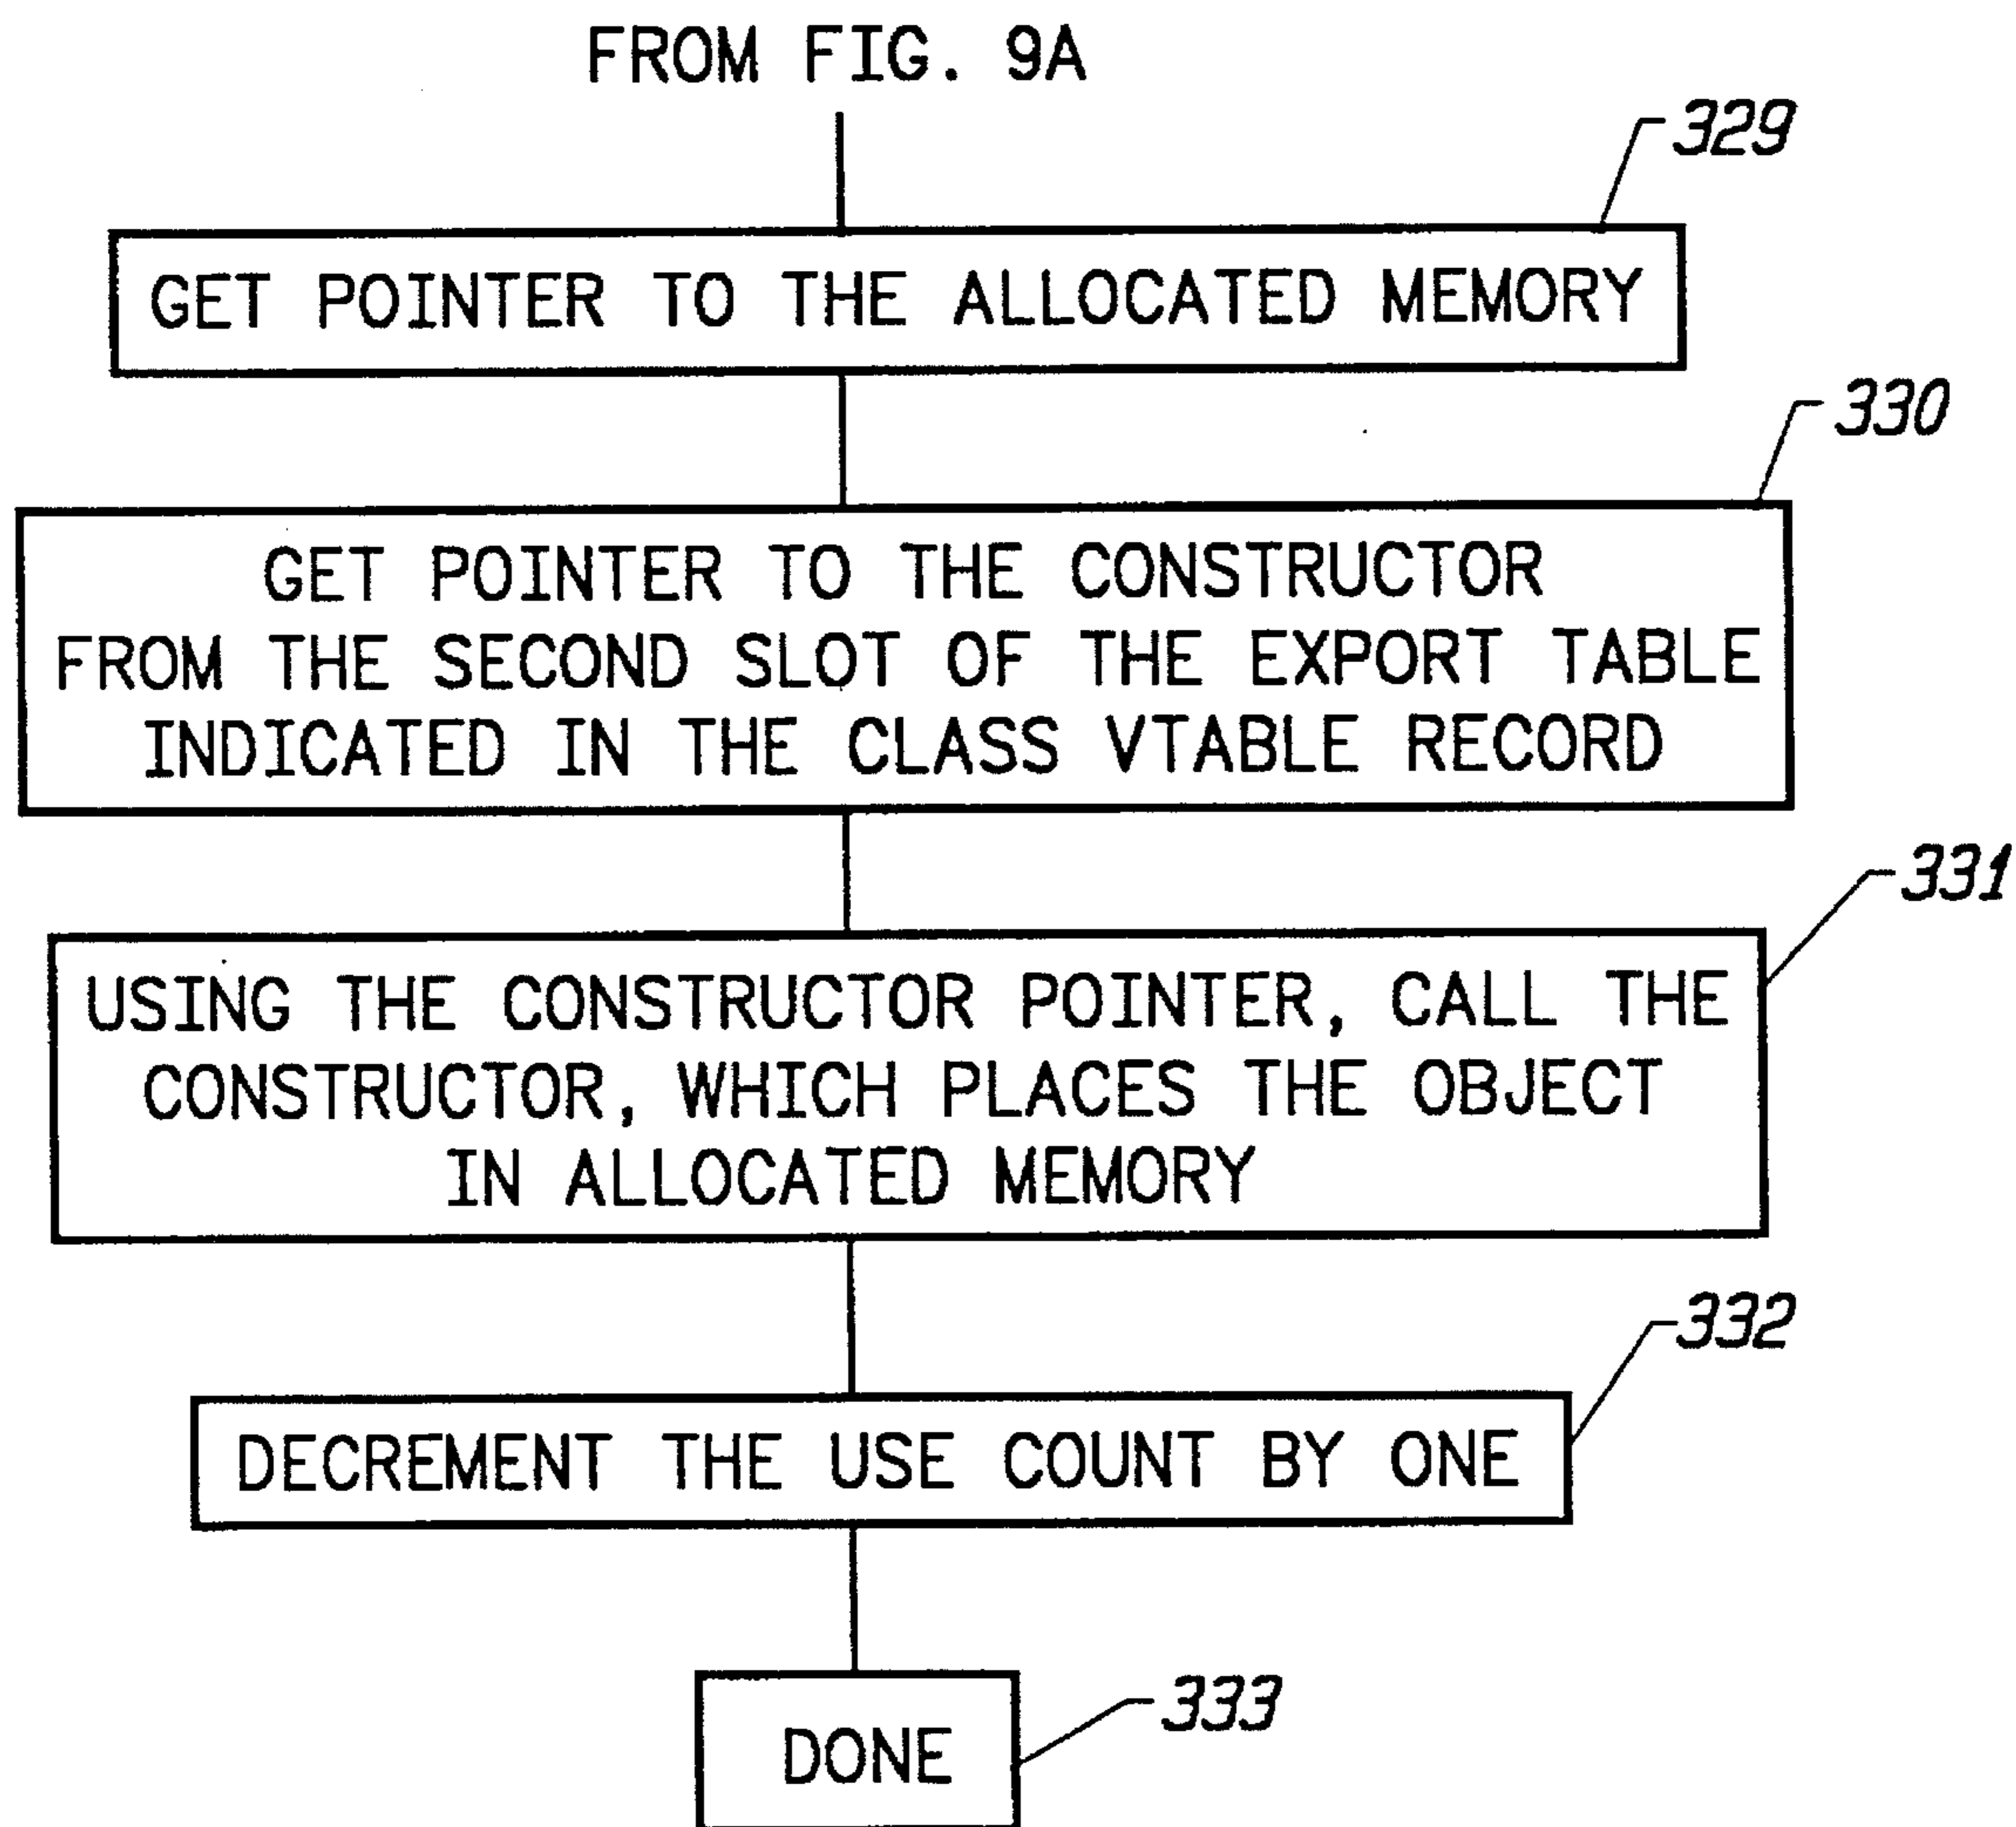 FROM FIG. 9A
329
GET POINTER TO THE ALLOCATED MEMORY
330
GET POINTER TO THE CONSTRUCTOR
FROM THE SECOND SLOT OF THE EXPORT TABLE
INDICATED IN THE CLASS VTABLE RECORD
331
USING THE CONSTRUCTOR POINTER, CALL THE
CONSTRUCTOR, WHICH PLACES THE OBJECT
IN ALLOCATED MEMORY
332
DECREMENT THE USE COUNT BY ONE
333
DONE